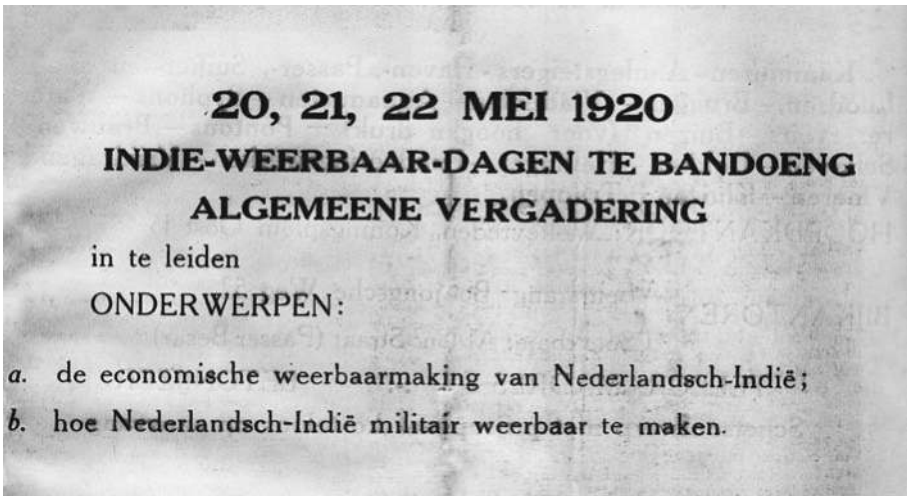 20, 21, 22 MEI 1920
INDIE-WEERBAAR-DAGEN TE BANDOENG
ALGEMEENE VERGADERING
in te leiden
ONDERWERPEN:
a. de economische weerbaarmaking van Nederlandsch-Indië;
b. hoe Nederlandsch-Indië militair weerbaar te maken.